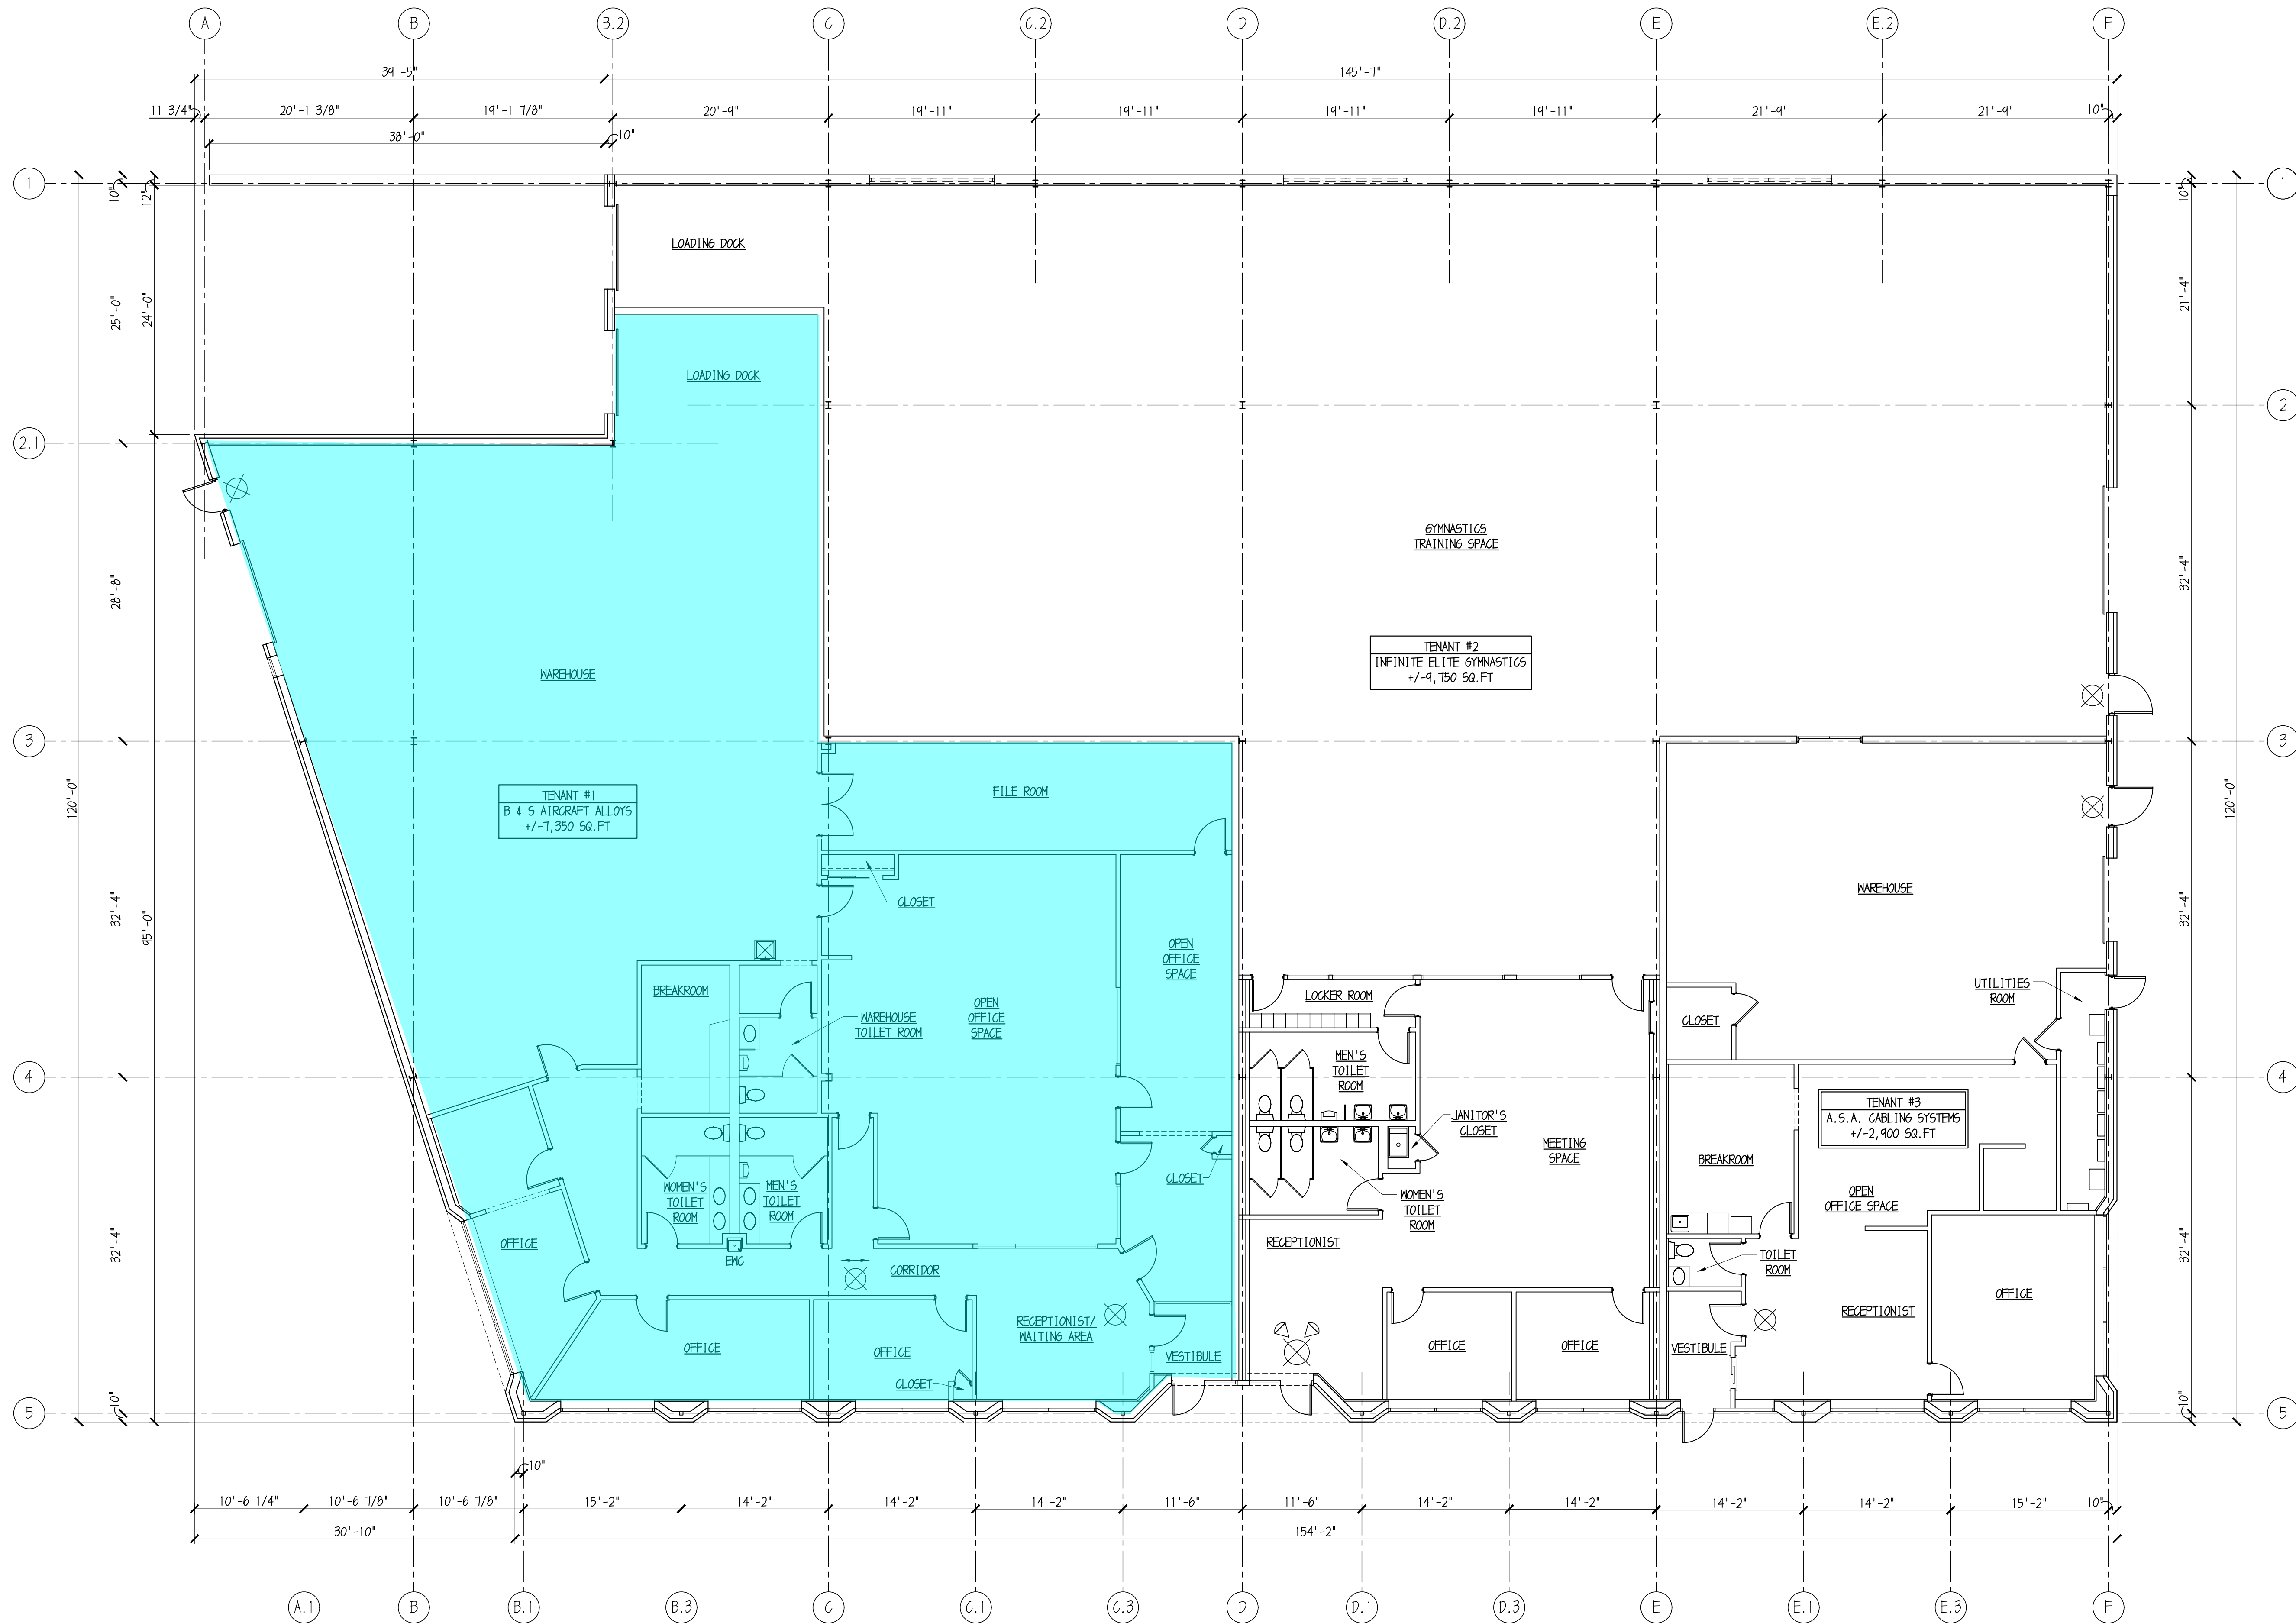 A B B.2 C C.2 D D.2 E E.2 F
39'-5" 145'-7"
11 3/4" 20'-1 3/8" 19'-1 7/8" 20'-9" 19'-11" 19'-11" 19'-11" 19'-11" 21'-9" 21'-9" 10"
38'-0" 10"
1 1
10" 12" 10"
LOADING DOCK
25'-0" 24'-0" 21'-4"
LOADING DOCK
2
2.1
GYMNASTICS
TRAINING SPACE
28'-8" 32'-4"
WAREHOUSE
TENANT #2
INFINITE ELITE GYMNASTICS
+/-9,750 SQ.FT
3 3
120'-0" 120'-0"
TENANT #1
B & S AIRCRAFT ALLOYS
+/-7,350 SQ.FT
FILE ROOM
32'-4" 95'-0" 32'-4"
CLOSET
WAREHOUSE
OPEN
OFFICE
SPACE
BREAKROOM
OPEN
OFFICE
SPACE
WAREHOUSE
TOILET ROOM
LOCKER ROOM
UTILITIES
ROOM
CLOSET
MEN'S
TOILET
ROOM
4 4
TENANT #3
A.S.A. CABLING SYSTEMS
+/-2,900 SQ.FT
JANITOR'S
CLOSET
MEETING
SPACE
BREAKROOM
WOMEN'S
TOILET
ROOM
MEN'S
TOILET
ROOM
CLOSET
WOMEN'S
TOILET
ROOM
OPEN
OFFICE SPACE
OFFICE
EWC
CORRIDOR
RECEPTIONIST
TOILET
ROOM
32'-4" 32'-4"
OFFICE
RECEPTIONIST/
WAITING AREA
RECEPTIONIST
OFFICE
OFFICE
VESTIBULE
OFFICE
OFFICE
VESTIBULE
CLOSET
10" 10"
5 5
10"
10'-6 1/4" 10'-6 7/8" 10'-6 7/8" 15'-2" 14'-2" 14'-2" 14'-2" 11'-6" 11'-6" 14'-2" 14'-2" 14'-2" 14'-2" 15'-2" 10"
30'-10" 154'-2"
A.1 B B.1 B.3 C C.1 C.3 D D.1 D.3 E E.1 E.3 F